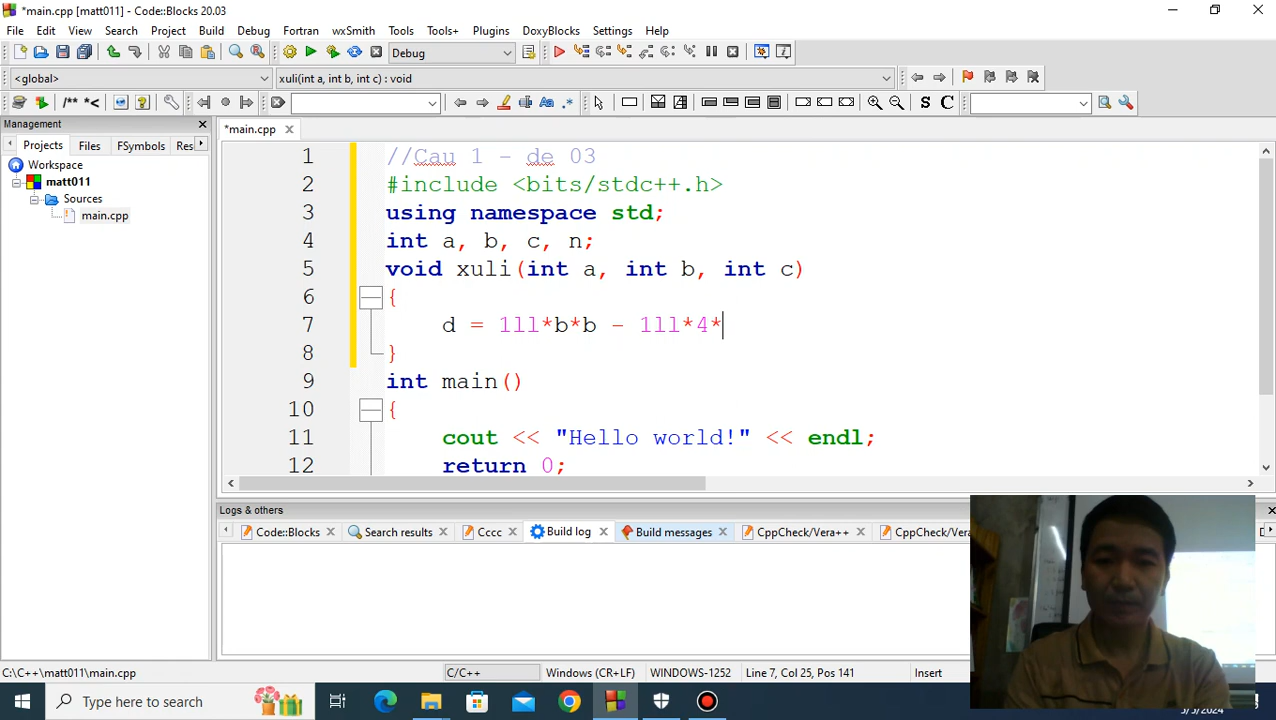 *main.cpp [matt011] - Code::Blocks 20.03
File Edit View Search Project Build Debug Fortran wxSmith Tools Tools+ Plugins DoxyBlocks Settings Help
Debug
<global>
xuli(int a, int b, int c) : void
/** *<
S C
Management
Projects Files FSymbols Res
Workspace
matt011
Sources
main.cpp
*main.cpp
1 //Cau 1 - de 03
2 #include <bits/stdc++.h>
3 using namespace std;
4 int a, b, c, n;
5 void xuli(int a, int b, int c)
6 {
7 d = 1ll*b*b - 1ll*4*
8 }
9 int main()
10 {
11 cout << "Hello world!" << endl;
12 return 0;
Logs & others
Code::Blocks Search results Cccc Build log Build messages CppCheck/Vera++ CppCheck/Vera
C:\C++\matt011\main.cpp
C/C++ Windows (CR+LF) WINDOWS-1252 Line 7, Col 25, Pos 141 Insert
Type here to search